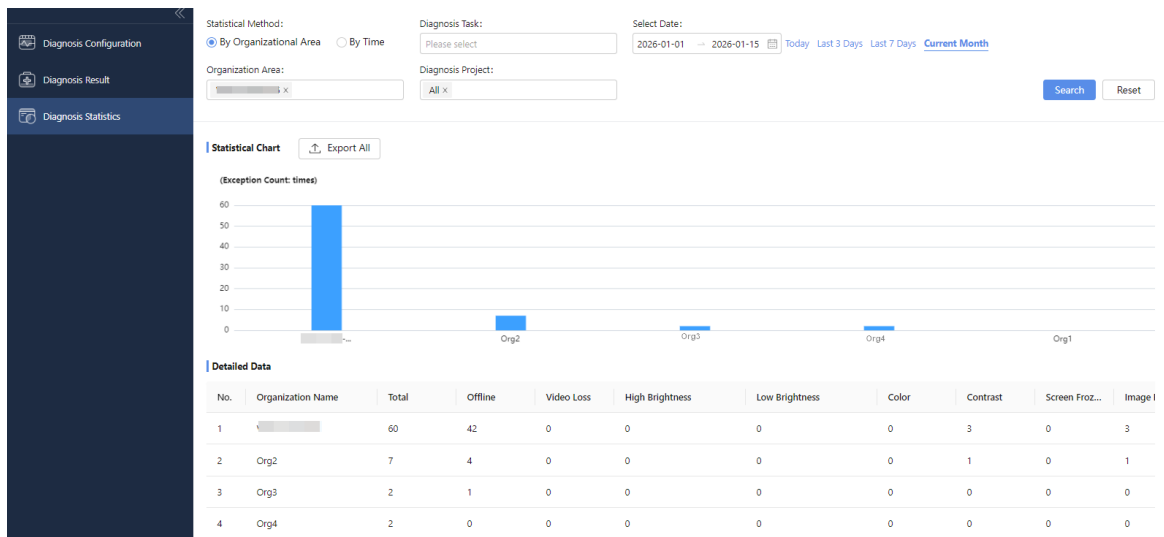 Diagnosis Configuration
Diagnosis Result
Diagnosis Statistics
Statistical Method:
By Organizational Area By Time
Diagnosis Task:
Please select
Select Date:
2026-01-01 → 2026-01-15 Today Last 3 Days Last 7 Days Current Month
Organization Area:
×
Diagnosis Project:
All ×
Search Reset
Statistical Chart Export All
(Exception Count: times)
60
50
40
30
20
10
0
-... Org2 Org3 Org4 Org1
Detailed Data
No. Organization Name Total Offline Video Loss High Brightness Low Brightness Color Contrast Screen Froz... Image
1 60 42 0 0 0 0 3 0 3
2 Org2 7 4 0 0 0 0 1 0 1
3 Org3 2 1 0 0 0 0 0 0 0
4 Org4 2 0 0 0 0 0 0 0 0